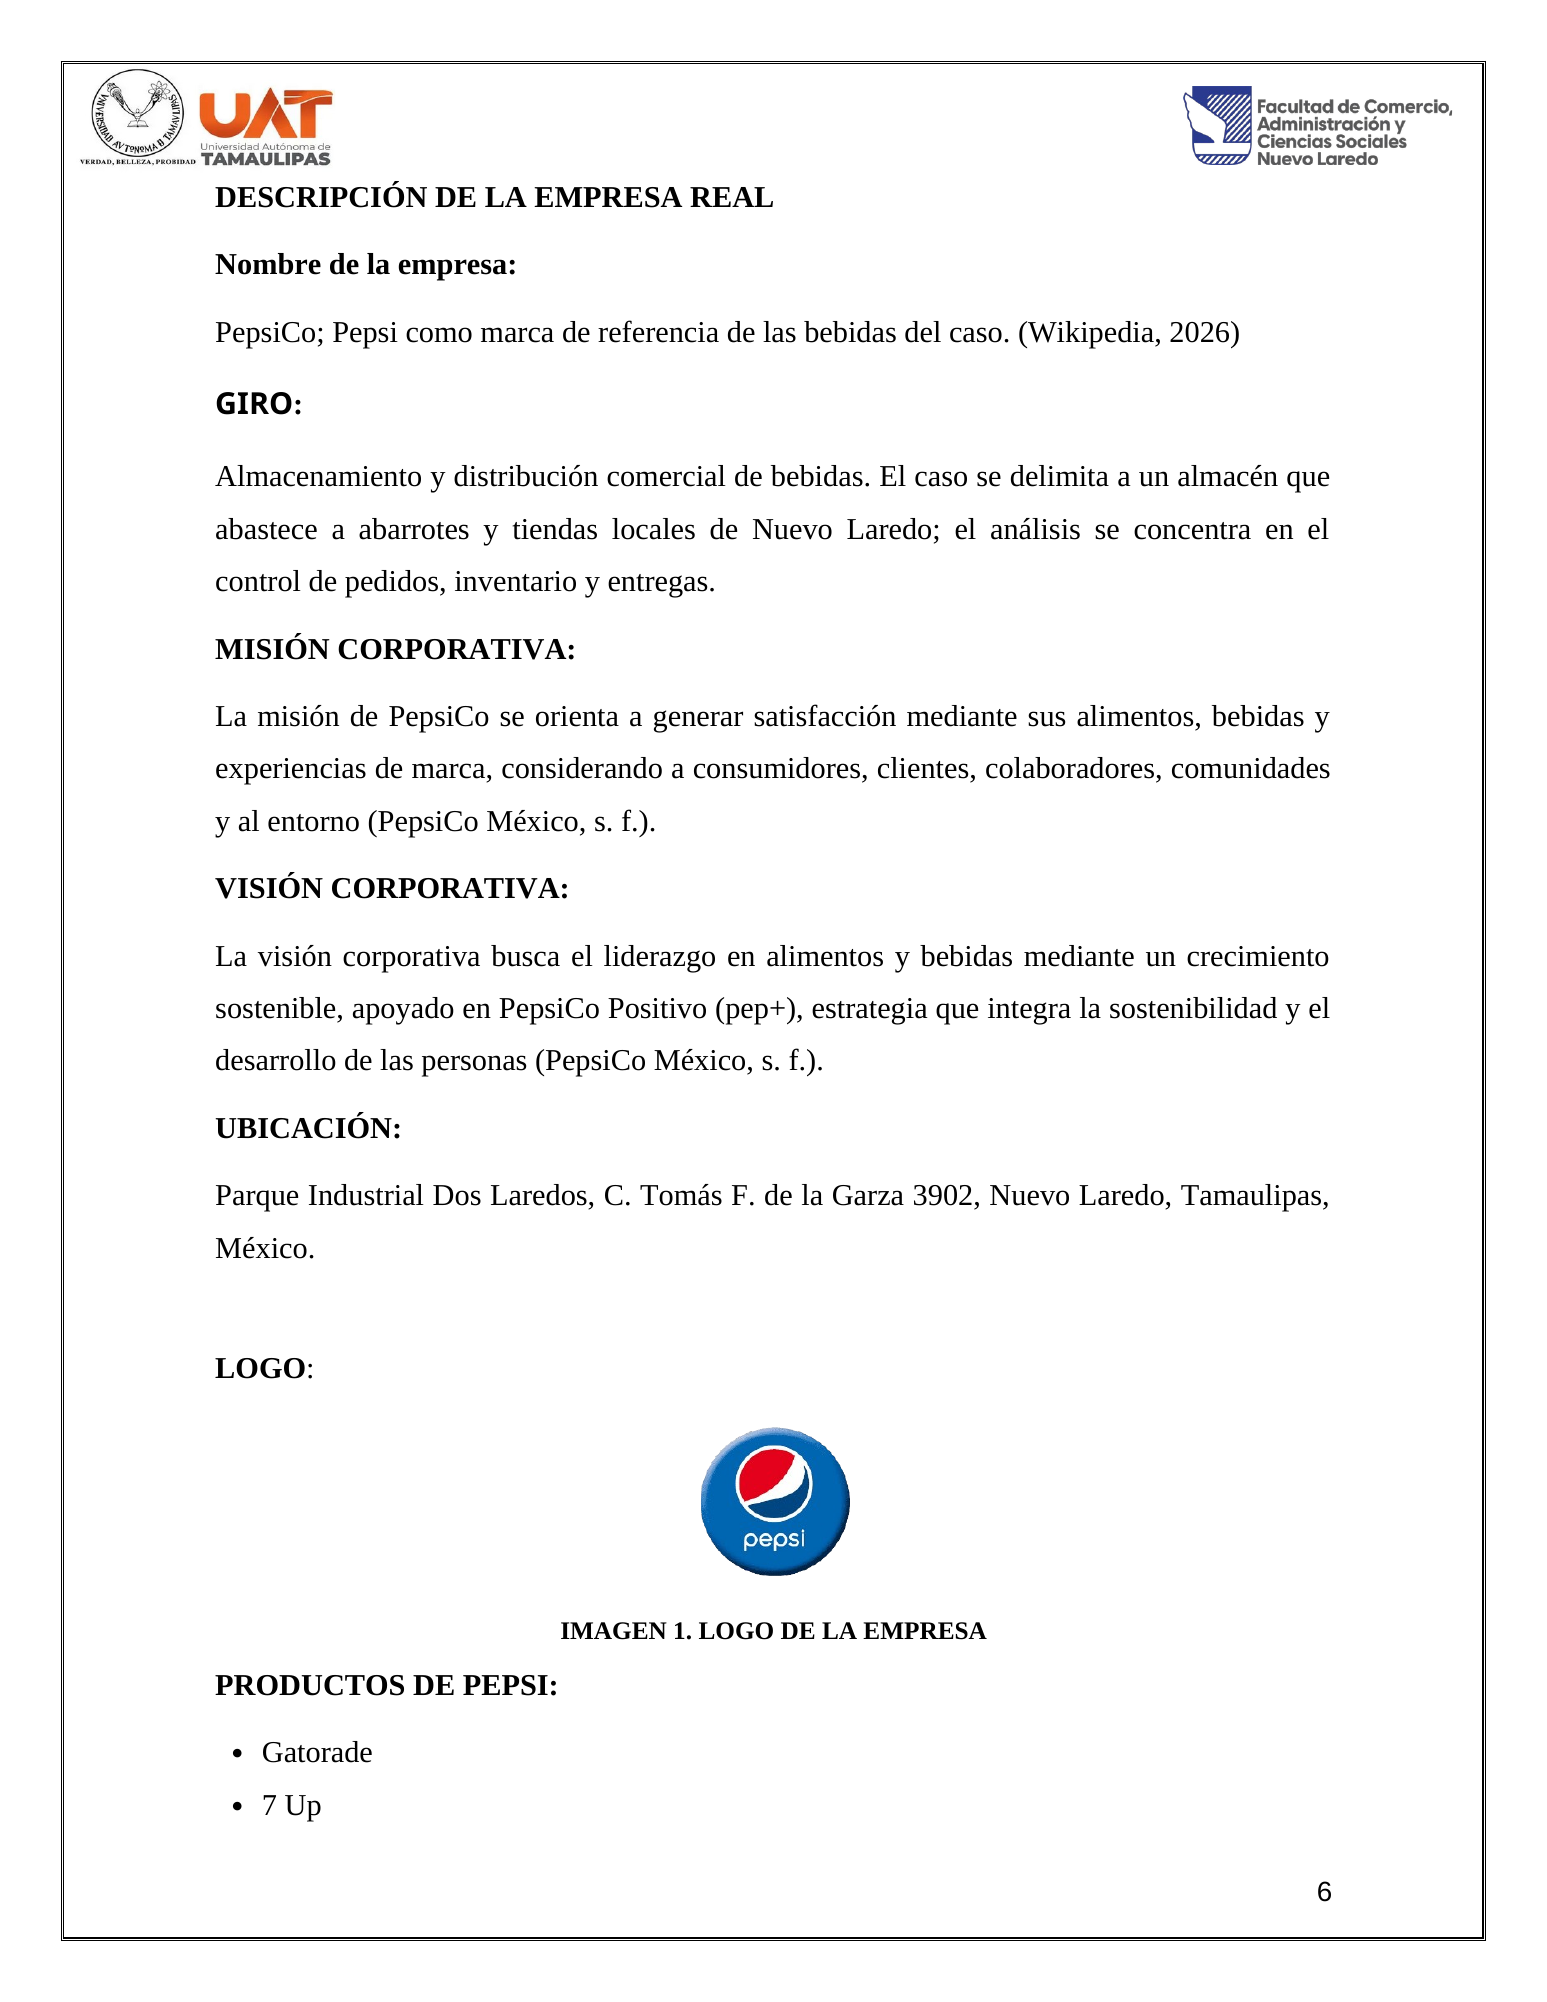 UNIVERSIDAD AVTONOMA D TAMAVLIPAS
VERDAD, BELLEZA, PROBIDAD
UAT
Universidad Autónoma de
TAMAULIPAS
Facultad de Comercio,
Administración y
Ciencias Sociales
Nuevo Laredo
DESCRIPCIÓN DE LA EMPRESA REAL
Nombre de la empresa:
PepsiCo; Pepsi como marca de referencia de las bebidas del caso. (Wikipedia, 2026)
GIRO:
Almacenamiento y distribución comercial de bebidas. El caso se delimita a un almacén que
abastece a abarrotes y tiendas locales de Nuevo Laredo; el análisis se concentra en el
control de pedidos, inventario y entregas.
MISIÓN CORPORATIVA:
La misión de PepsiCo se orienta a generar satisfacción mediante sus alimentos, bebidas y
experiencias de marca, considerando a consumidores, clientes, colaboradores, comunidades
y al entorno (PepsiCo México, s. f.).
VISIÓN CORPORATIVA:
La visión corporativa busca el liderazgo en alimentos y bebidas mediante un crecimiento
sostenible, apoyado en PepsiCo Positivo (pep+), estrategia que integra la sostenibilidad y el
desarrollo de las personas (PepsiCo México, s. f.).
UBICACIÓN:
Parque Industrial Dos Laredos, C. Tomás F. de la Garza 3902, Nuevo Laredo, Tamaulipas,
México.
LOGO:
pepsi
IMAGEN 1. LOGO DE LA EMPRESA
PRODUCTOS DE PEPSI:
• Gatorade
• 7 Up
6